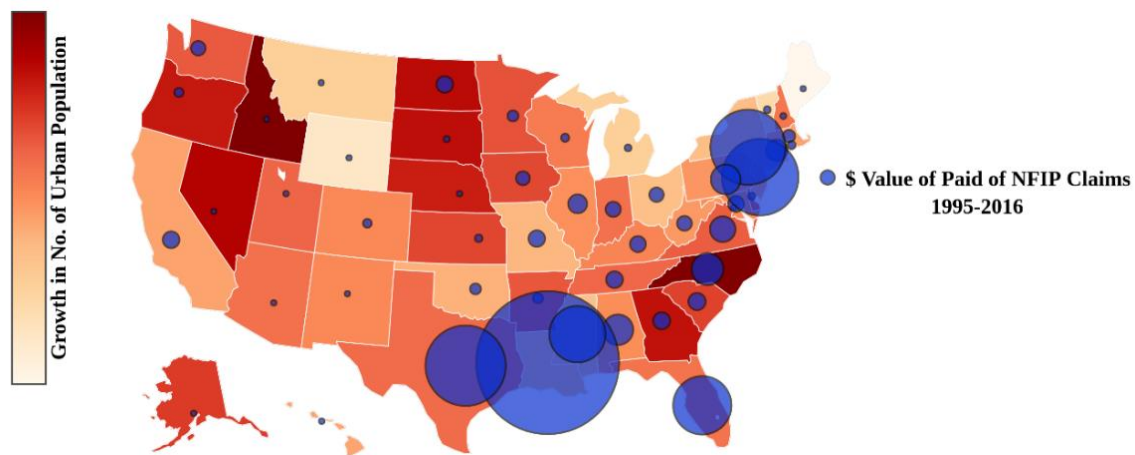 Growth in No. of Urban Population
$ Value of Paid of NFIP Claims
1995-2016